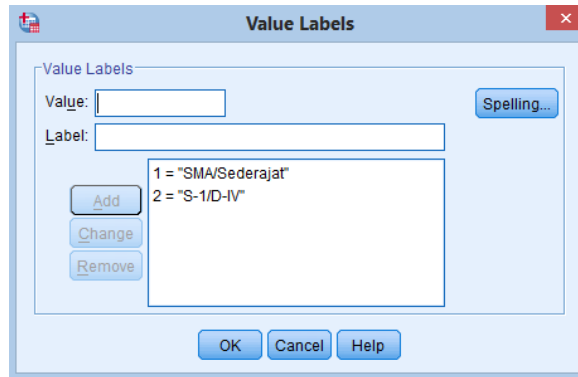 Value Labels
Value Labels
Value:
Spelling...
Label:
1 = "SMA/Sederajat"
2 = "S-1/D-IV"
Add
Change
Remove
OK Cancel Help